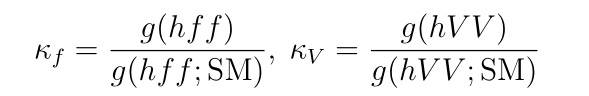 κ_f = g(hff) / g(hff; SM), κ_V = g(hVV) / g(hVV; SM)